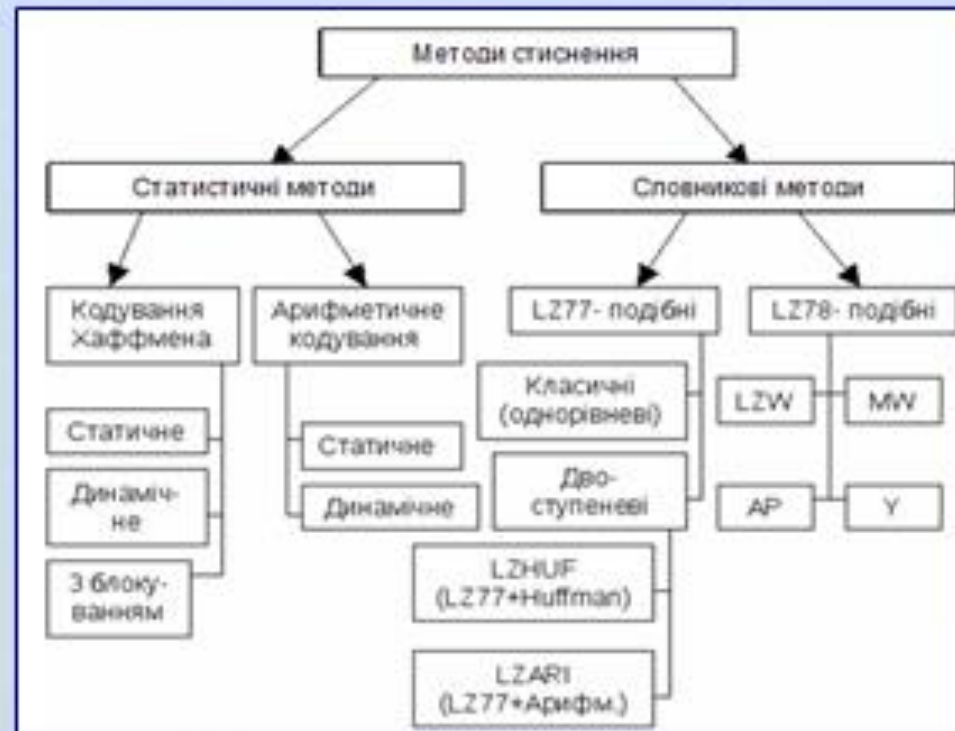 Методи стиснення
Статистичні методи
Словникові методи
Кодування
Хаффмена
Арифметичне
кодування
LZ77- подібні
LZ78- подібні
Статичне
Динаміч-
не
З блоку-
ванням
Статичне
Динамічне
Класичні
(однорівневі)
Дво-
ступеневі
LZHUF
(LZ77+Huffman)
LZARI
(LZ77+Арифм.)
LZW
MW
AP
Y